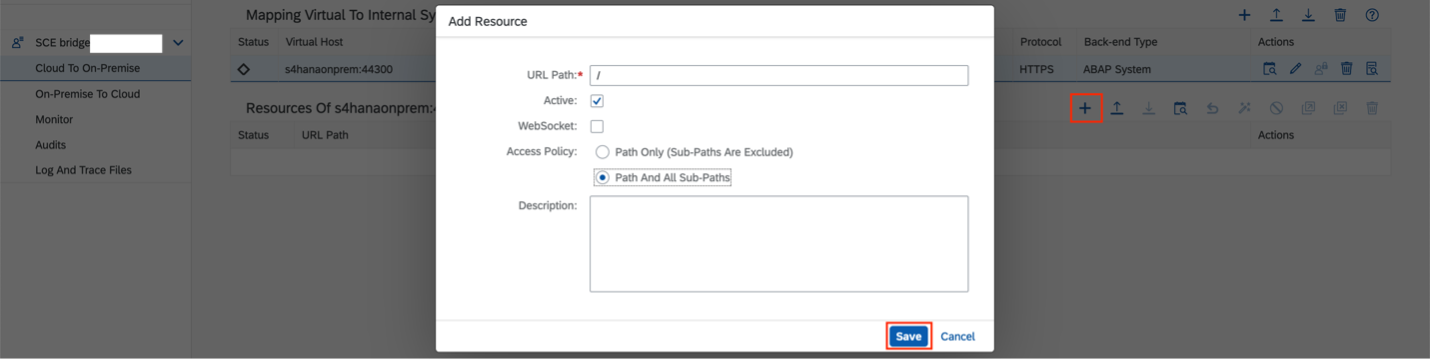 Mapping Virtual To Internal Sy
Add Resource
SCE bridge
Cloud To On-Premise
On-Premise To Cloud
Monitor
Audits
Log And Trace Files
Status Virtual Host Protocol Back-end Type Actions
s4hanaonprem:44300 HTTPS ABAP System
Resources Of s4hanaonprem:4
Status URL Path Actions
URL Path:* /
Active:
WebSocket:
Access Policy: Path Only (Sub-Paths Are Excluded)
Path And All Sub-Paths
Description:
Save Cancel